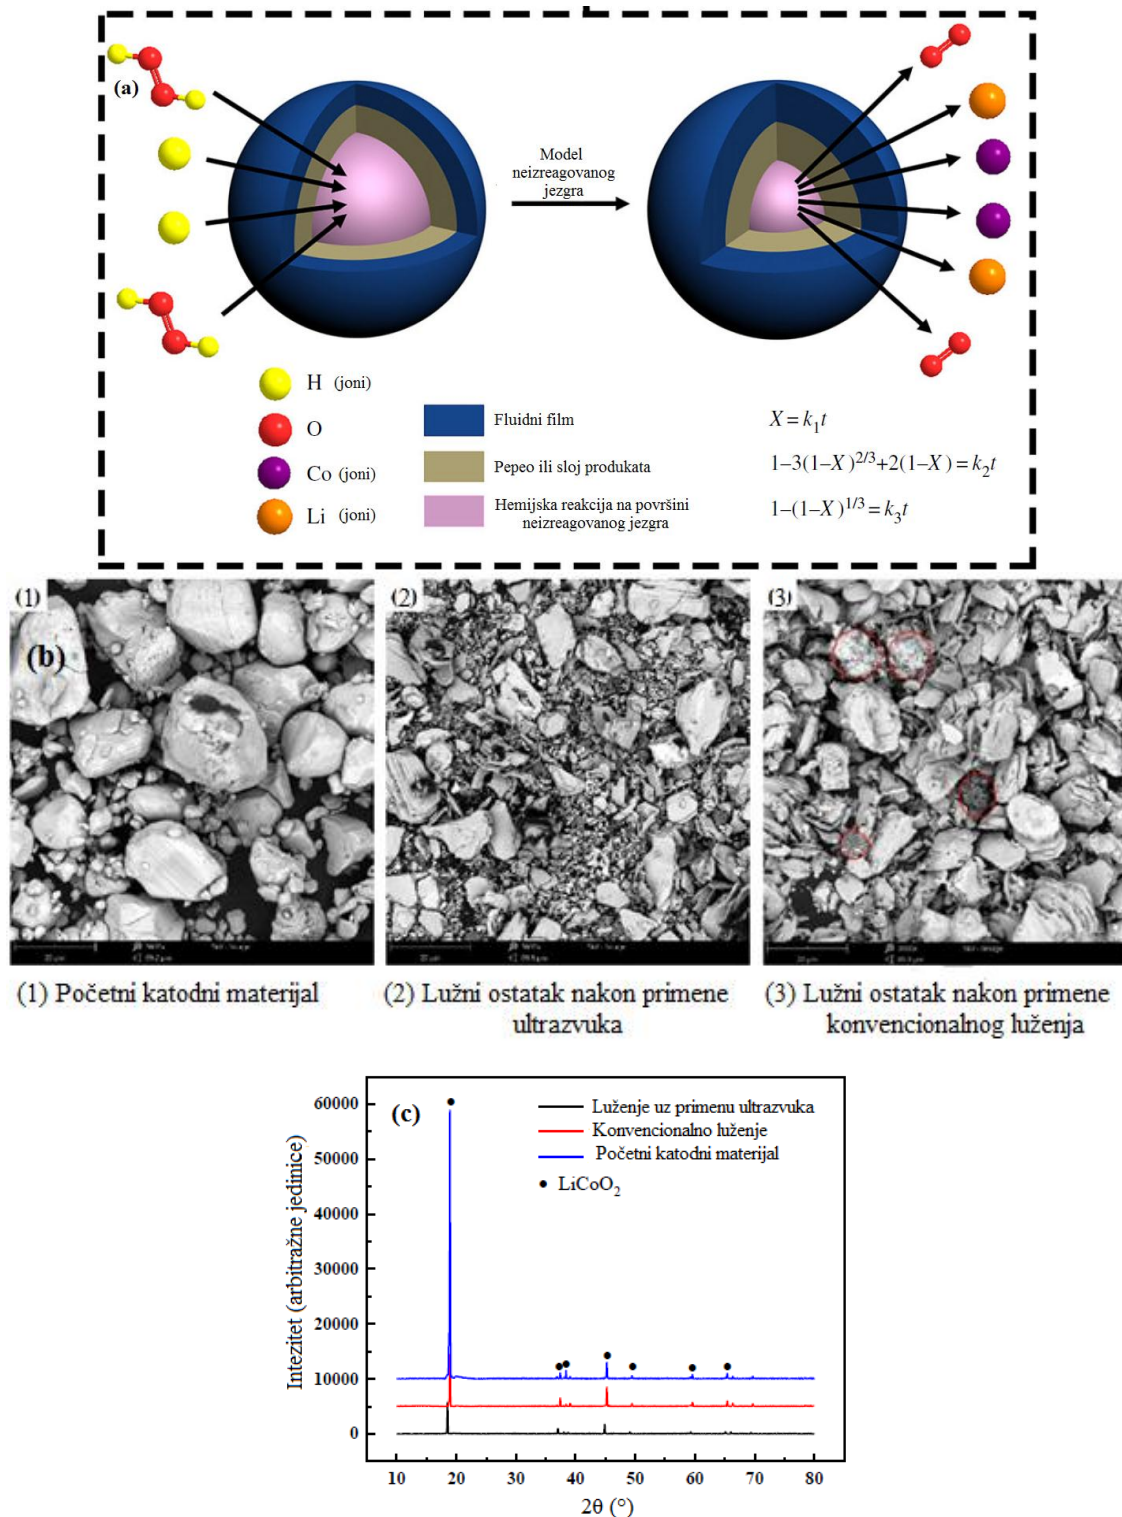 (a)
Model
neizreagovanog
jezgra
H (joni)
O
Co (joni)
Li (joni)
Fluidni film
Pepeo ili sloj produkata
Hemijska reakcija na površini
neizreagovanog jezgra
X = k₁t
1–3(1–X)^2/3+2(1–X) = k₂t
1–(1–X)^1/3 = k₃t
(b)
(1)
(2)
(3)
(1) Početni katodni materijal
(2) Lužni ostatak nakon primene
ultrazvuka
(3) Lužni ostatak nakon primene
konvencionalnog luženja
(c)
Luženje uz primenu ultrazvuka
Konvencionalno luženje
Početni katodni materijal
LiCoO₂
Intezitet (arbitražne jedinice)
60000
50000
40000
30000
20000
10000
0
10 20 30 40 50 60 70 80
2θ (°)